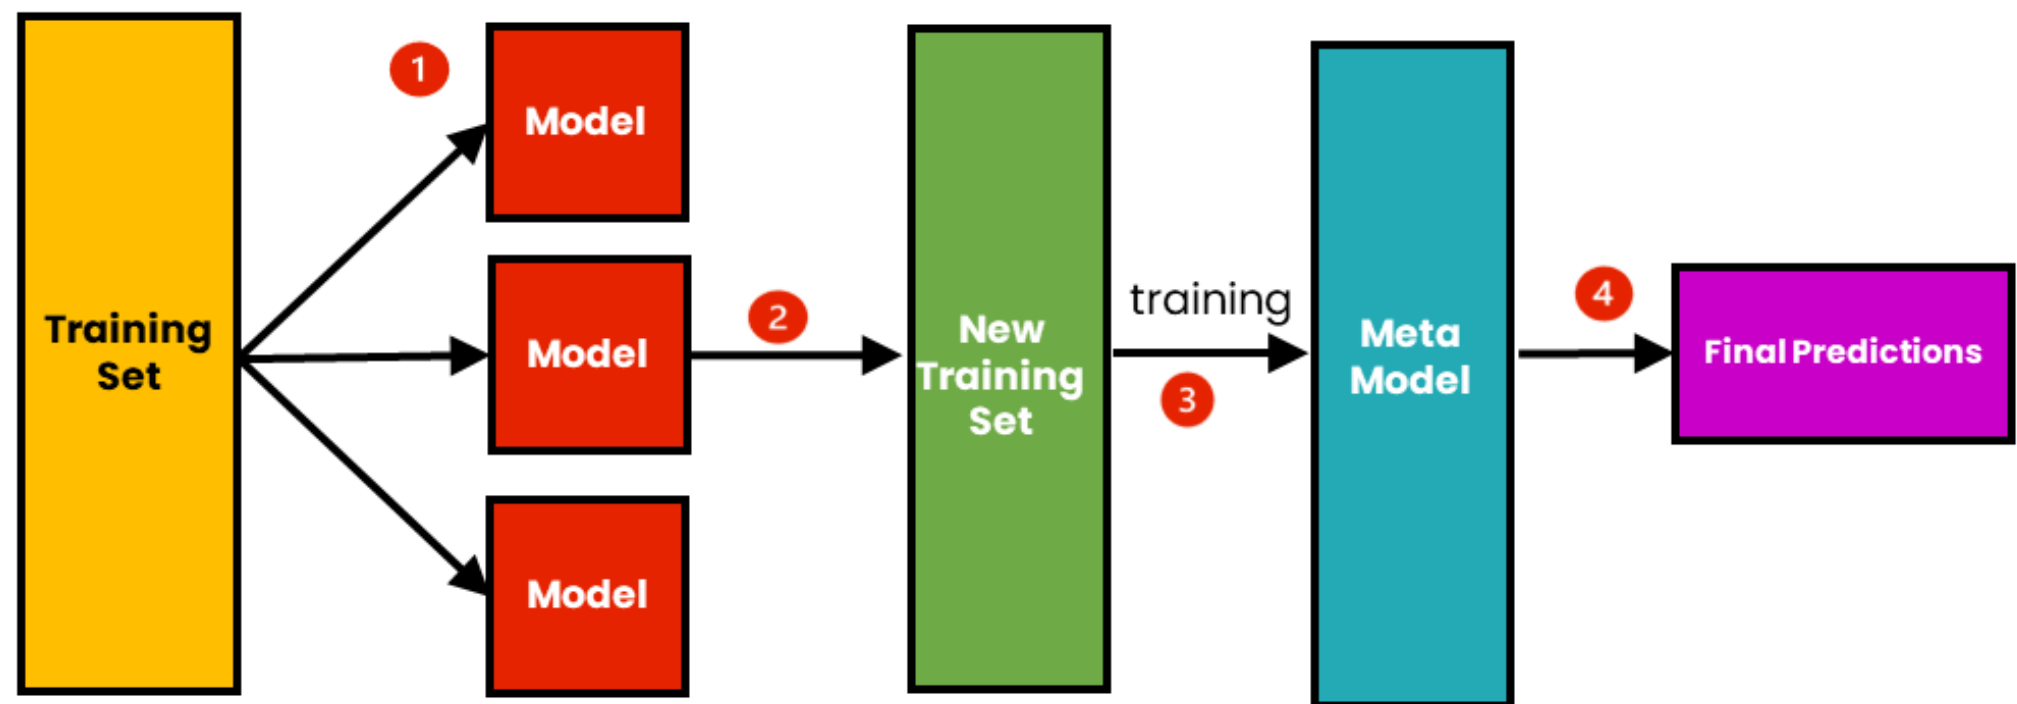 Training
Set
1
Model
Model
Model
2
New
Training
Set
training
3
Meta
Model
4
Final Predictions